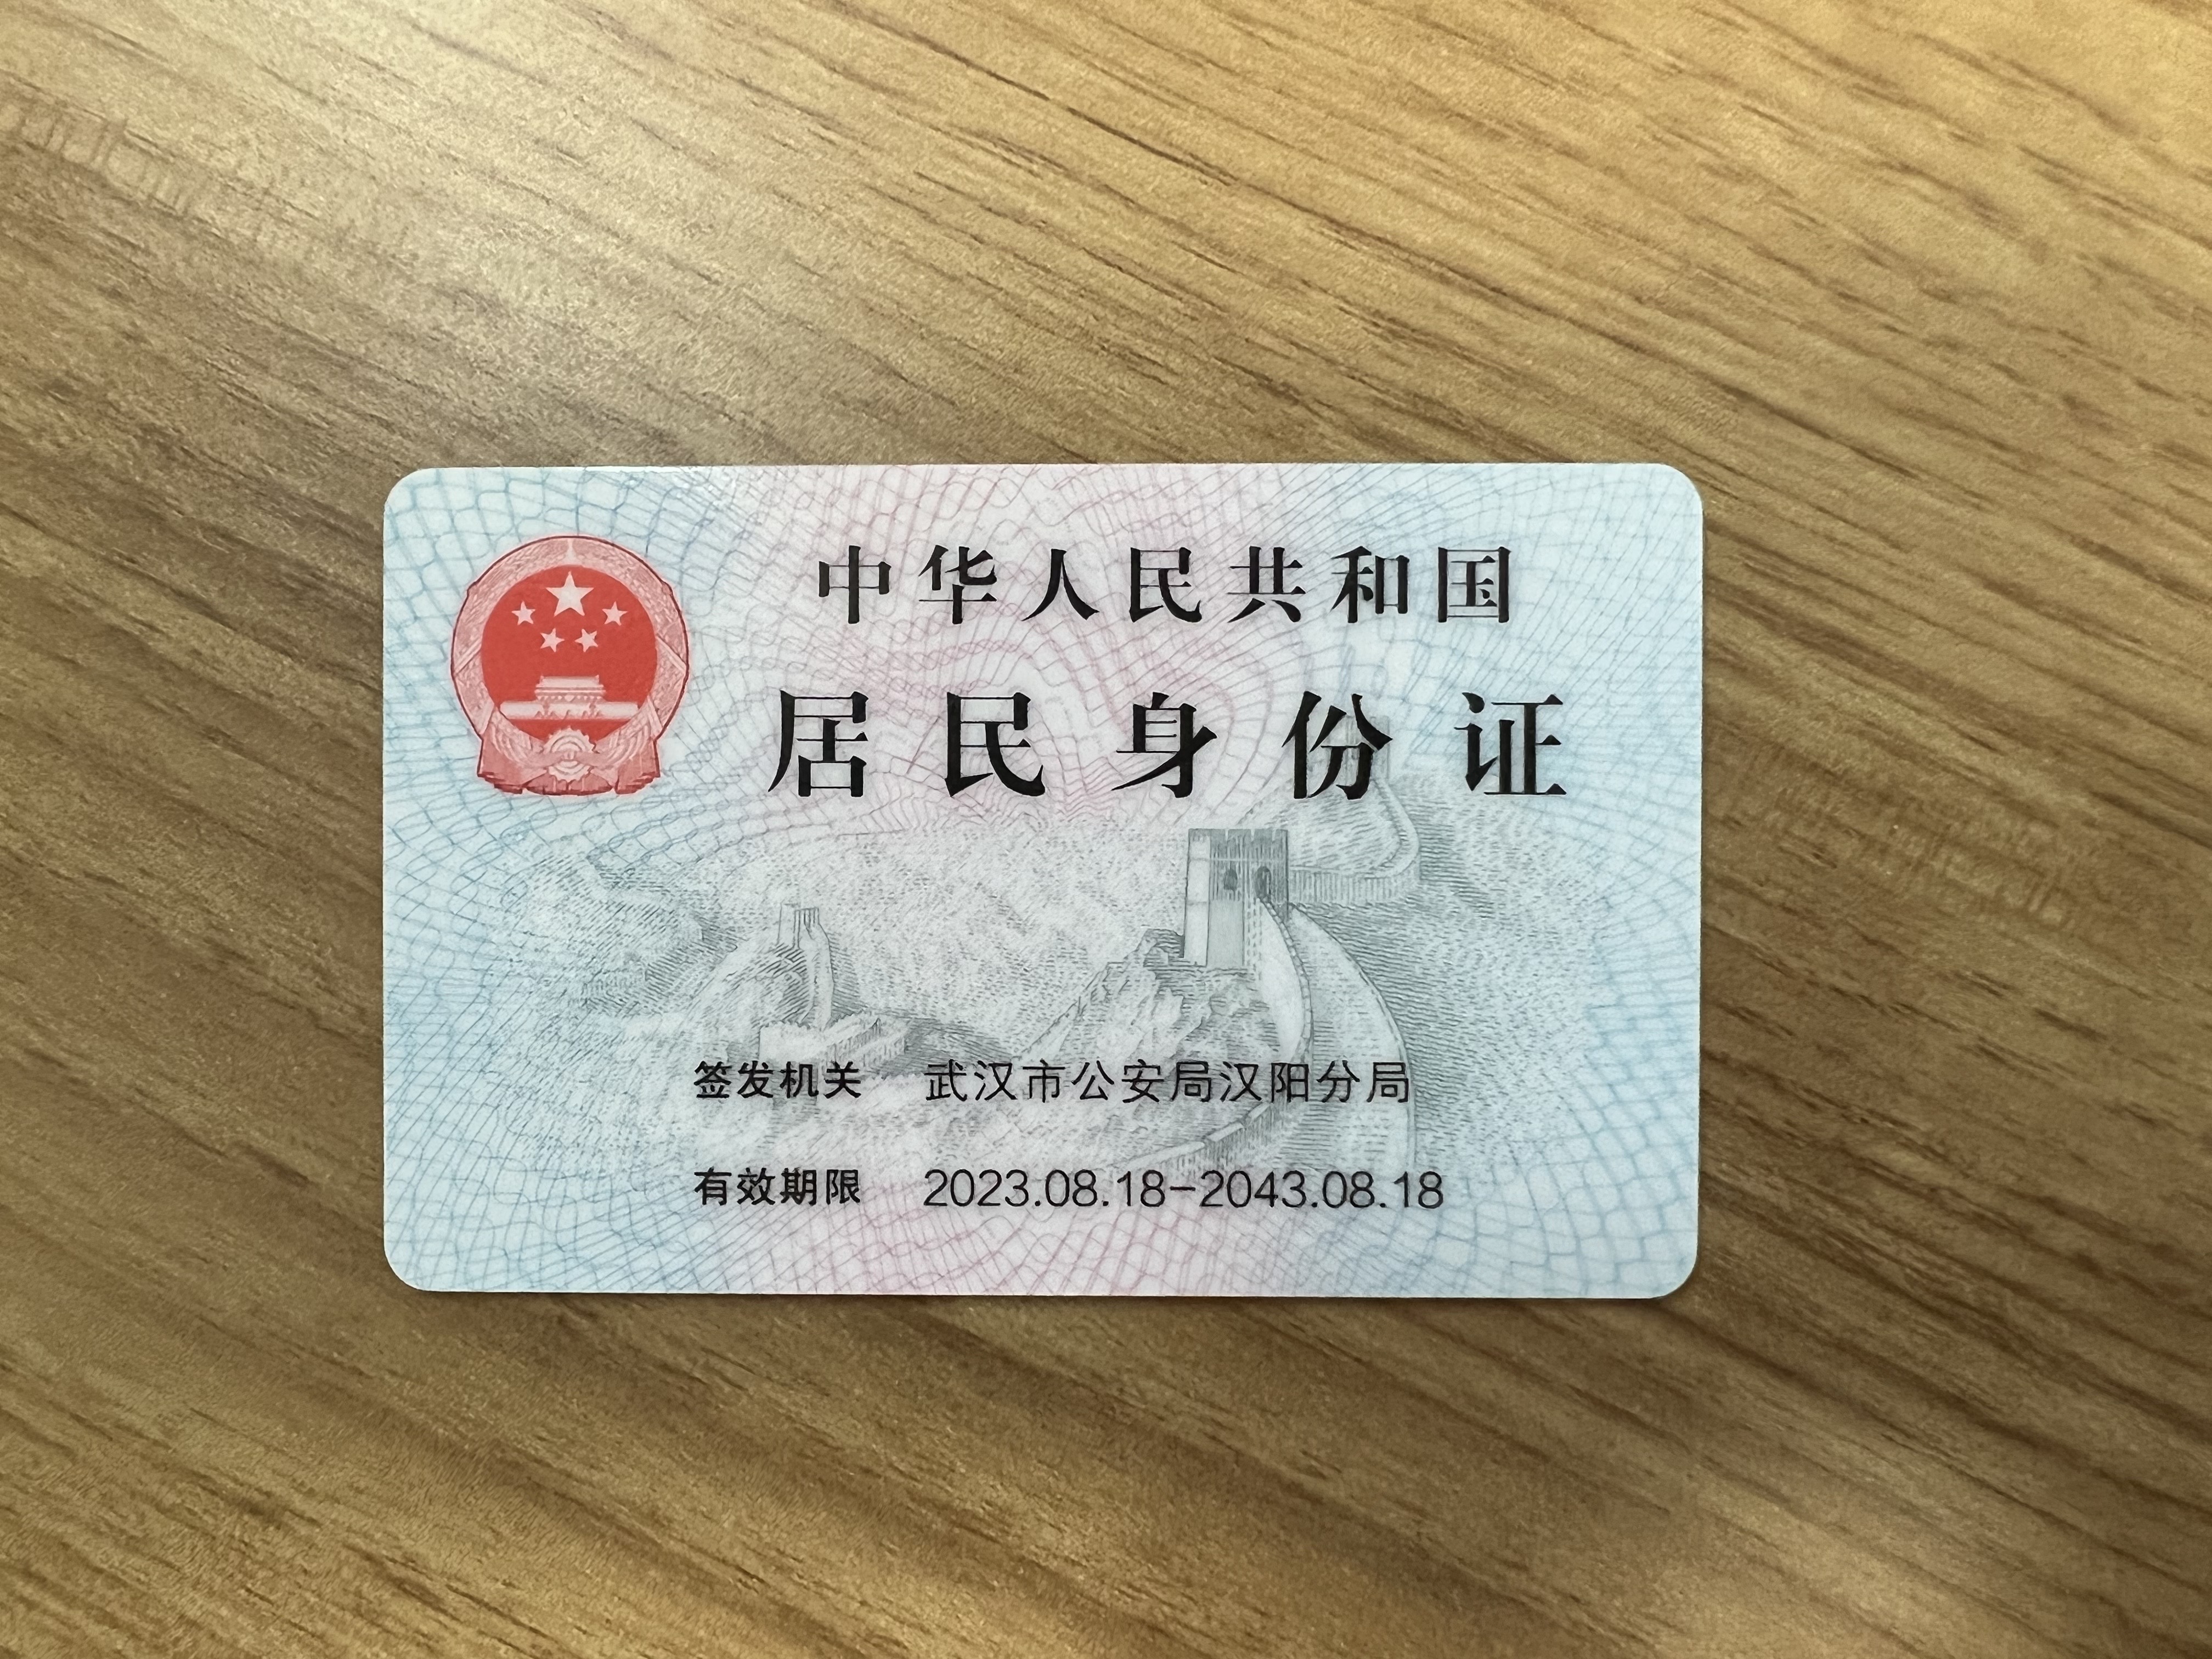 中华人民共和国
居民身份证
签发机关 武汉市公安局汉阳分局
有效期限 2023.08.18-2043.08.18